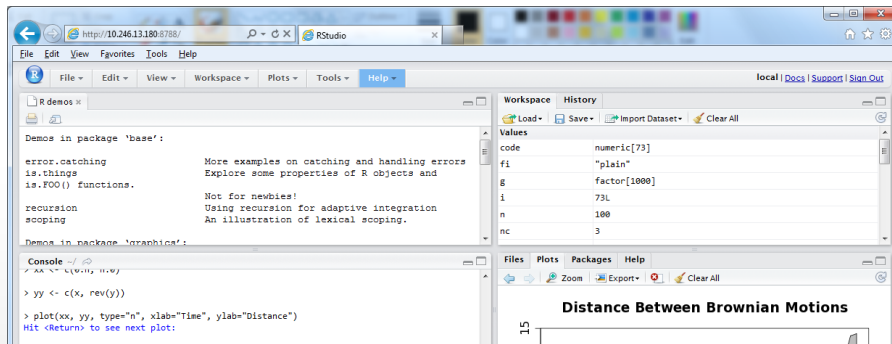 http://10.246.13.180:8788/
RStudio
File Edit View Favorites Tools Help
R File Edit View Workspace Plots Tools Help
local | Docs | Support | Sign Out
R demos
Demos in package 'base':
error.catching More examples on catching and handling errors
is.things Explore some properties of R objects and
is.FOO() functions.
Not for newbies!
recursion Using recursion for adaptive integration
scoping An illustration of lexical scoping.
Demos in package 'graphics':
Workspace History
Load Save Import Dataset Clear All
Values
code numeric[73]
fi "plain"
g factor[1000]
i 73L
n 100
nc 3
Console ~/
> xx <- c(0:n, n:0)
> yy <- c(x, rev(y))
> plot(xx, yy, type="n", xlab="Time", ylab="Distance")
Hit <Return> to see next plot:
Files Plots Packages Help
Zoom Export Clear All
Distance Between Brownian Motions
15